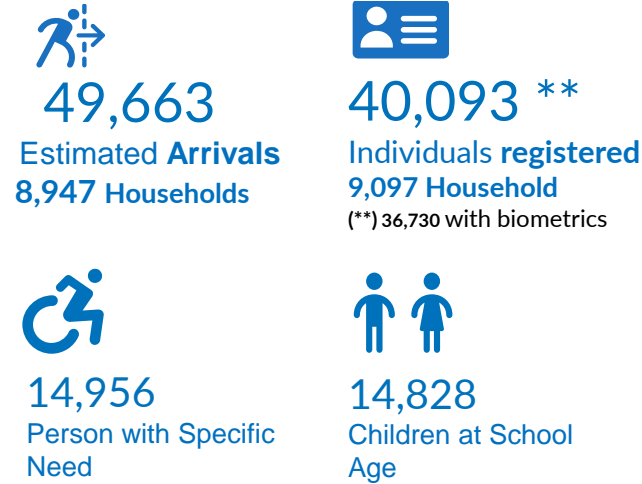 49,663
Estimated Arrivals
8,947 Households
40,093 **
Individuals registered
9,097 Household
(**) 36,730 with biometrics
14,956
Person with Specific
Need
14,828
Children at School
Age